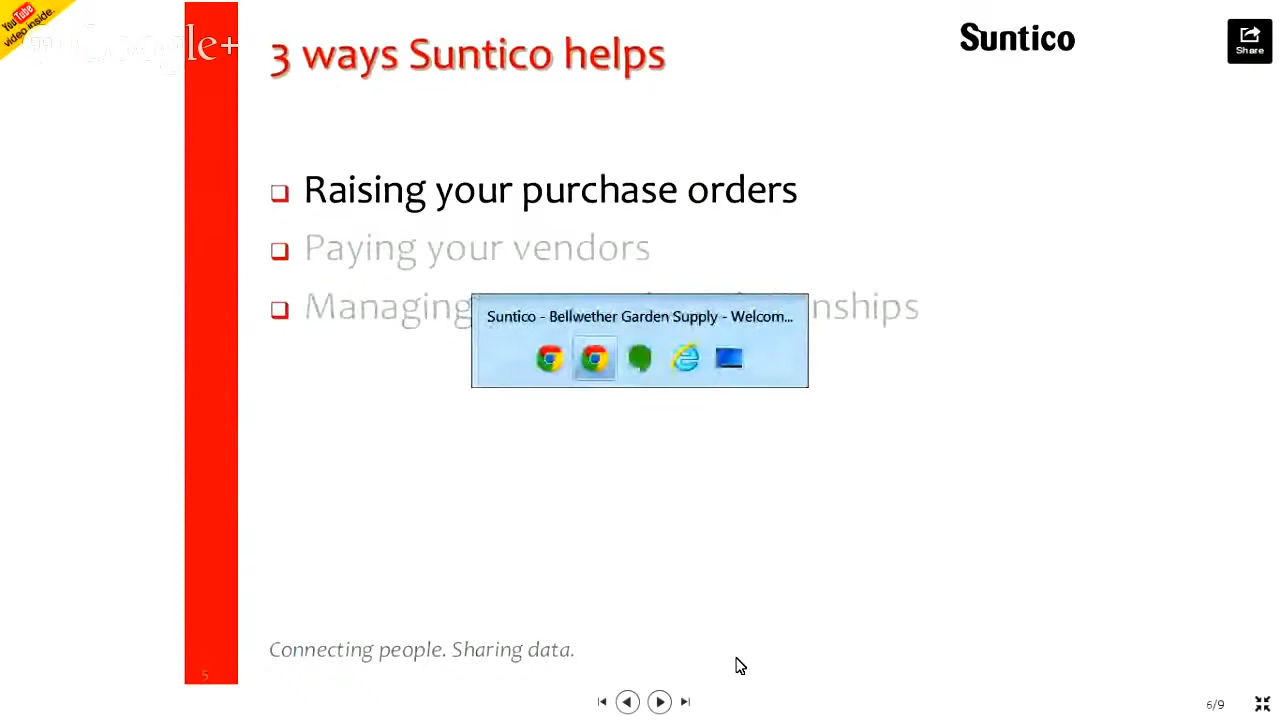 YouTube
video inside.
Google+
3 ways Suntico helps
Suntico
Share
Raising your purchase orders
Paying your vendors
Managing
nships
Suntico - Bellwether Garden Supply - Welcom...
Connecting people. Sharing data.
5
6/9